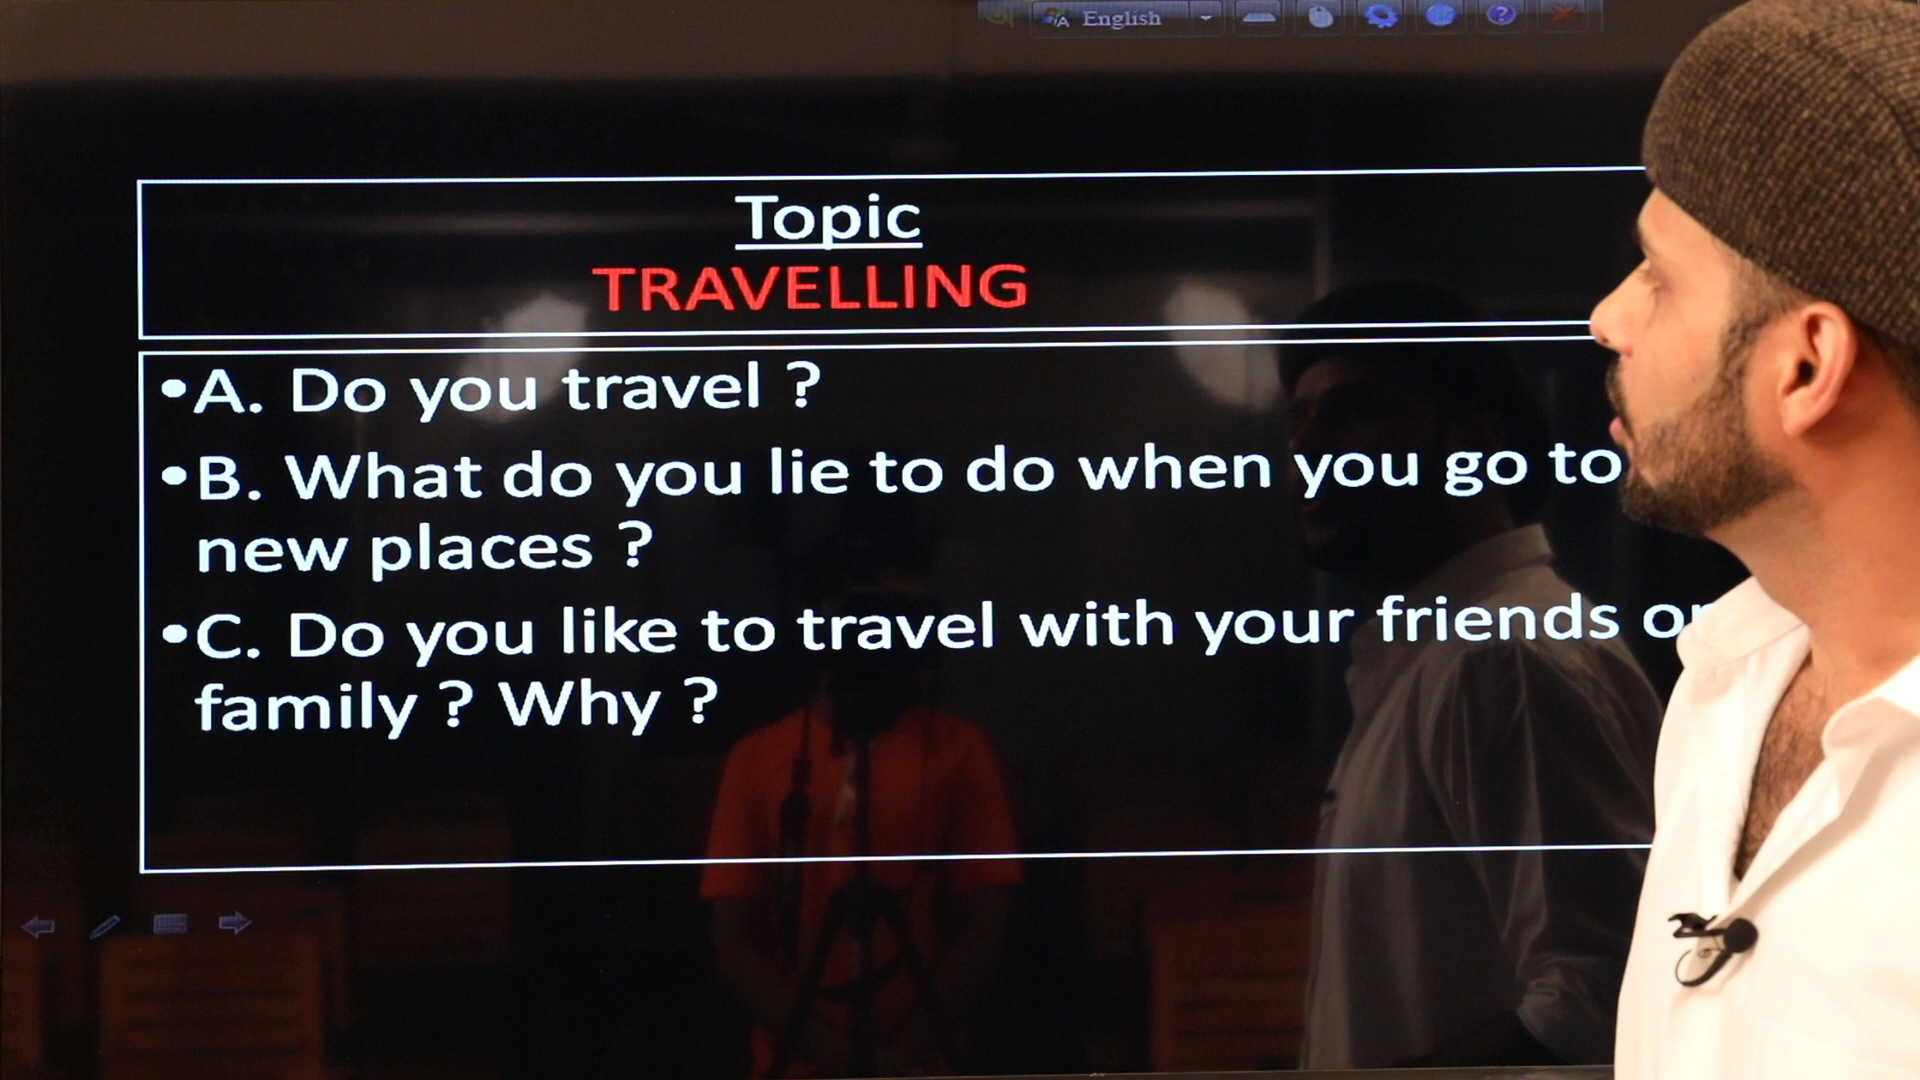 English
Topic
TRAVELLING
•A. Do you travel ?
•B. What do you lie to do when you go to
new places ?
•C. Do you like to travel with your friends or
family ? Why ?